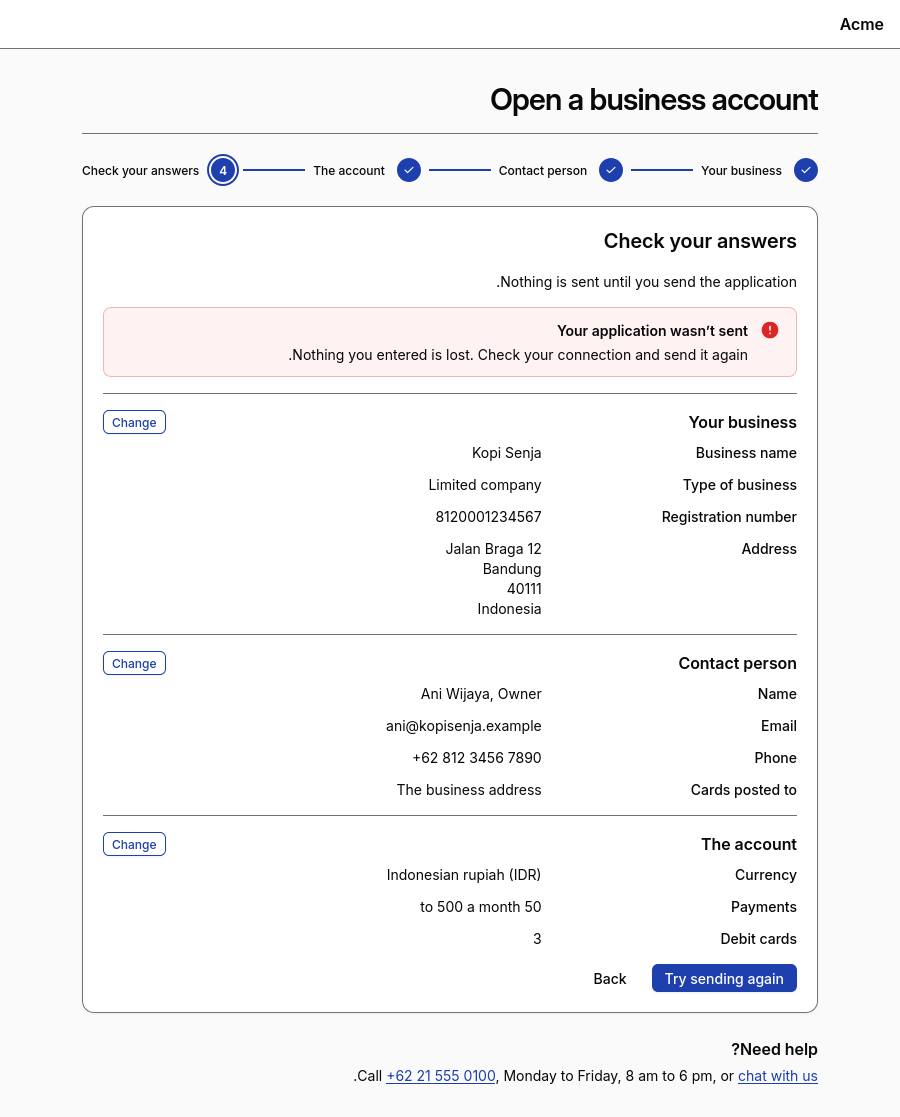 Acme
Open a business account
Your business
Contact person
The account
4 Check your answers
Check your answers
.Nothing is sent until you send the application
Your application wasn’t sent
.Nothing you entered is lost. Check your connection and send it again
Your business
Change
Business name
Kopi Senja
Type of business
Limited company
Registration number
8120001234567
Address
Jalan Braga 12
Bandung
40111
Indonesia
Contact person
Change
Name
Ani Wijaya, Owner
Email
ani@kopisenja.example
Phone
+62 812 3456 7890
Cards posted to
The business address
The account
Change
Currency
Indonesian rupiah (IDR)
Payments
to 500 a month 50
Debit cards
3
Try sending again
Back
?Need help
.Call +62 21 555 0100, Monday to Friday, 8 am to 6 pm, or chat with us